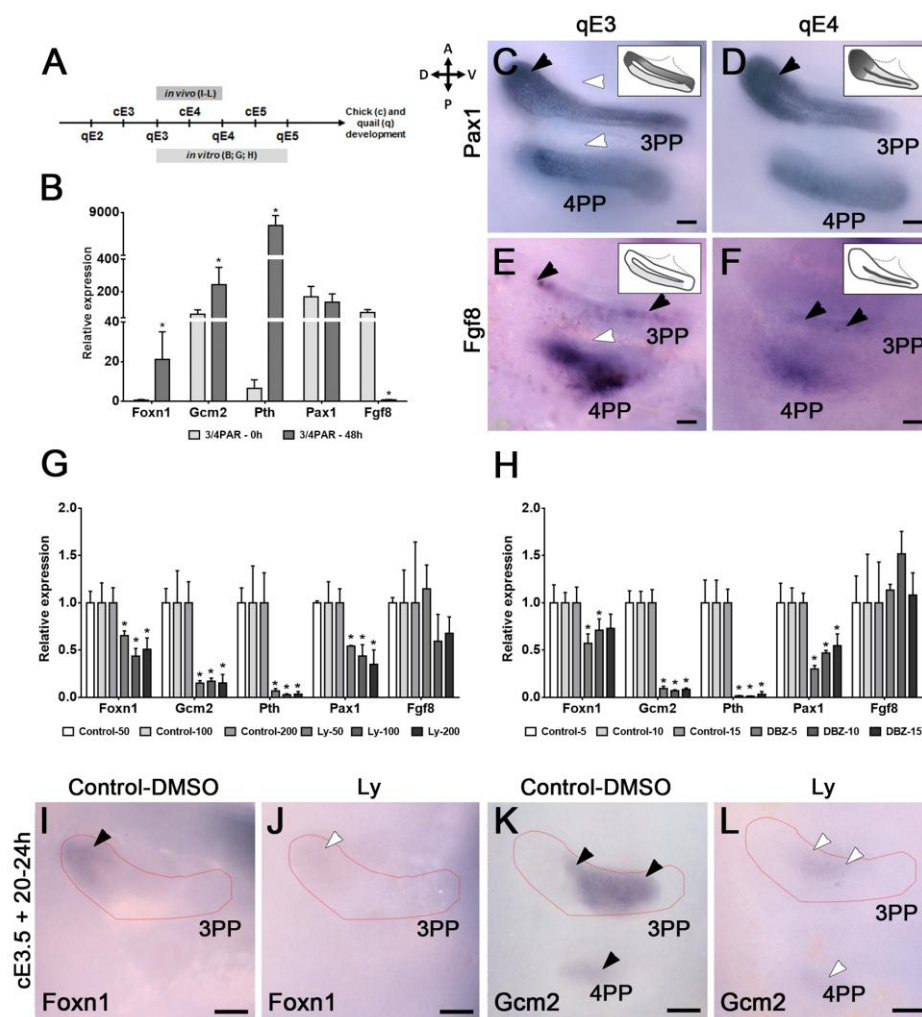 qE3
qE4
A
in vivo (I-L)
cE3
cE4
cE5
qE2
qE3
qE4
qE5
Chick (c) and
quail (q)
development
in vitro (B; G; H)
A
D
V
P
C
3PP
4PP
D
3PP
4PP
Pax1
B
Relative expression
9000
400
200
40
20
0
*
*
*
*
Foxn1
Gcm2
Pth
Pax1
Fgf8
3/4PAR - 0h
3/4PAR - 48h
E
3PP
4PP
F
3PP
4PP
Fgf8
G
Relative expression
2.0
1.5
1.0
0.5
0.0
* * *
* * *
* * *
* * *
Foxn1
Gcm2
Pth
Pax1
Fgf8
Control-50
Control-100
Control-200
Ly-50
Ly-100
Ly-200
H
Relative expression
2.0
1.5
1.0
0.5
0.0
* *
* * *
* * *
* * *
Foxn1
Gcm2
Pth
Pax1
Fgf8
Control-5
Control-10
Control-15
DBZ-5
DBZ-10
DBZ-15
Control-DMSO
Ly
Control-DMSO
Ly
cE3.5 + 20-24h
I
3PP
Foxn1
J
3PP
Foxn1
K
3PP
4PP
Gcm2
L
3PP
4PP
Gcm2